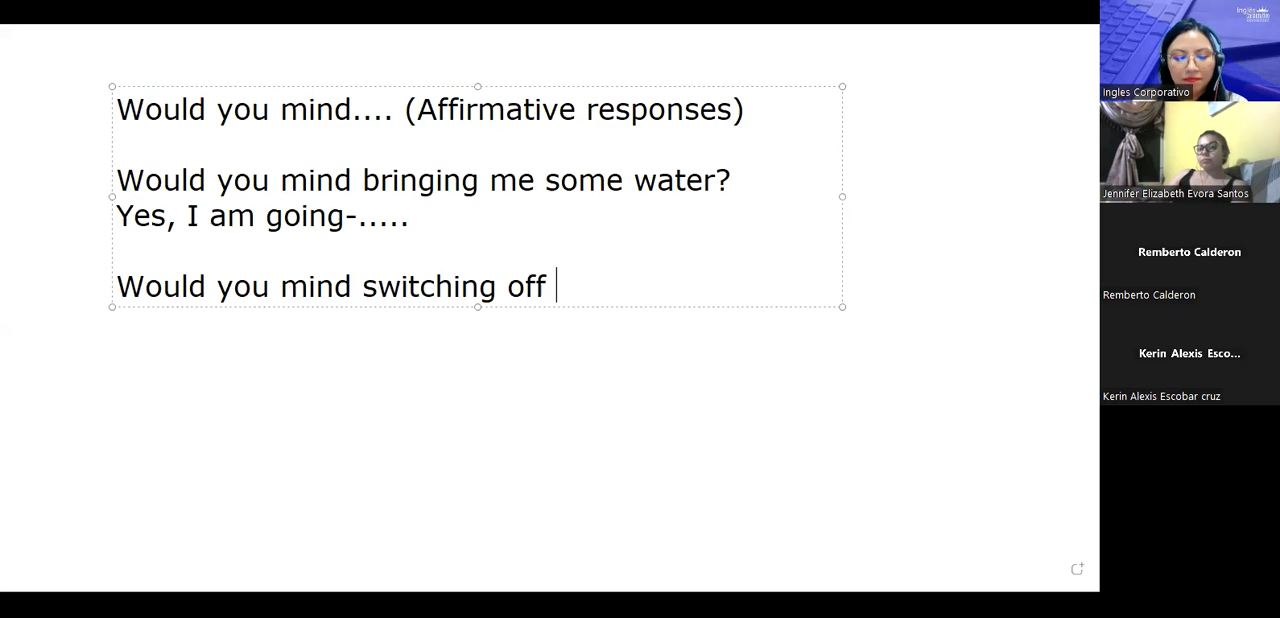 Would you mind.... (Affirmative responses)
Would you mind bringing me some water?
Yes, I am going-.....
Would you mind switching off
Ingles Corporativo
Jennifer Elizabeth Evora Santos
Remberto Calderon
Remberto Calderon
Kerin Alexis Esco...
Kerin Alexis Escobar cruz